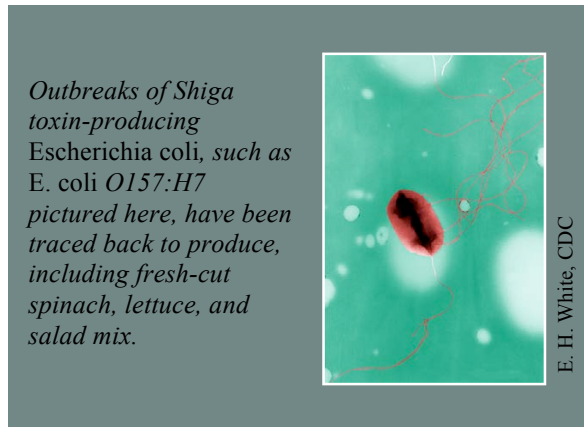 Outbreaks of Shiga
toxin-producing
Escherichia coli, such as
E. coli O157:H7
pictured here, have been
traced back to produce,
including fresh-cut
spinach, lettuce, and
salad mix.
E. H. White, CDC